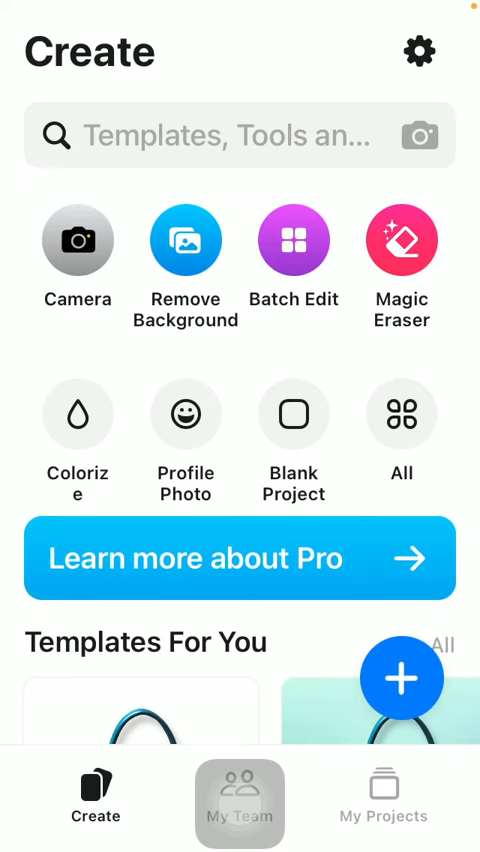 Create
Templates, Tools an...
Camera
Remove
Background
Batch Edit
Magic
Eraser
Coloriz
e
Profile
Photo
Blank
Project
All
Learn more about Pro
Templates For You
All
Create
My Team
My Projects